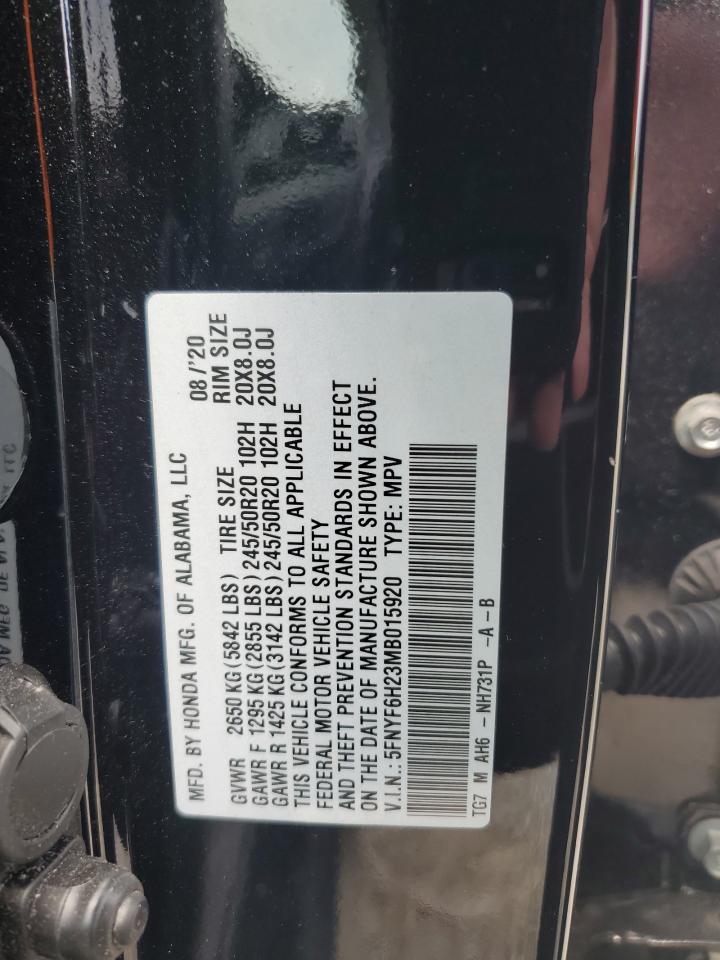 MFD. BY HONDA MFG. OF ALABAMA, LLC 08/'20
GVWR 2650 KG (5842 LBS) TIRE SIZE RIM SIZE
GAWR F 1295 KG (2855 LBS) 245/50R20 102H 20X8.0J
GAWR R 1425 KG (3142 LBS) 245/50R20 102H 20X8.0J
THIS VEHICLE CONFORMS TO ALL APPLICABLE
FEDERAL MOTOR VEHICLE SAFETY
AND THEFT PREVENTION STANDARDS IN EFFECT
ON THE DATE OF MANUFACTURE SHOWN ABOVE.
V.I.N.: 5FNYF6H23MB015920 TYPE: MPV
TG7 M AH6 -NH731P -A-B